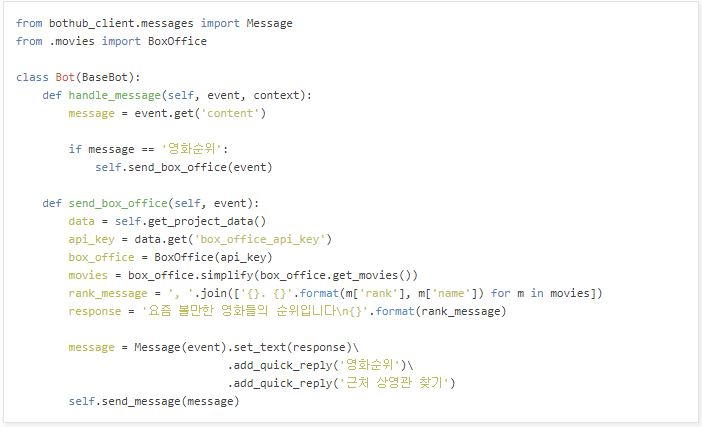 from bothub_client.messages import Message
from .movies import BoxOffice
class Bot(BaseBot):
def handle_message(self, event, context):
message = event.get('content')
if message == '영화순위':
self.send_box_office(event)
def send_box_office(self, event):
data = self.get_project_data()
api_key = data.get('box_office_api_key')
box_office = BoxOffice(api_key)
movies = box_office.simplify(box_office.get_movies())
rank_message = ', '.join(['{}. {}'.format(m['rank'], m['name']) for m in movies])
response = '요즘 볼만한 영화들의 순위입니다\n{}'.format(rank_message)
message = Message(event).set_text(response)\
.add_quick_reply('영화순위')\
.add_quick_reply('근처 상영관 찾기')
self.send_message(message)